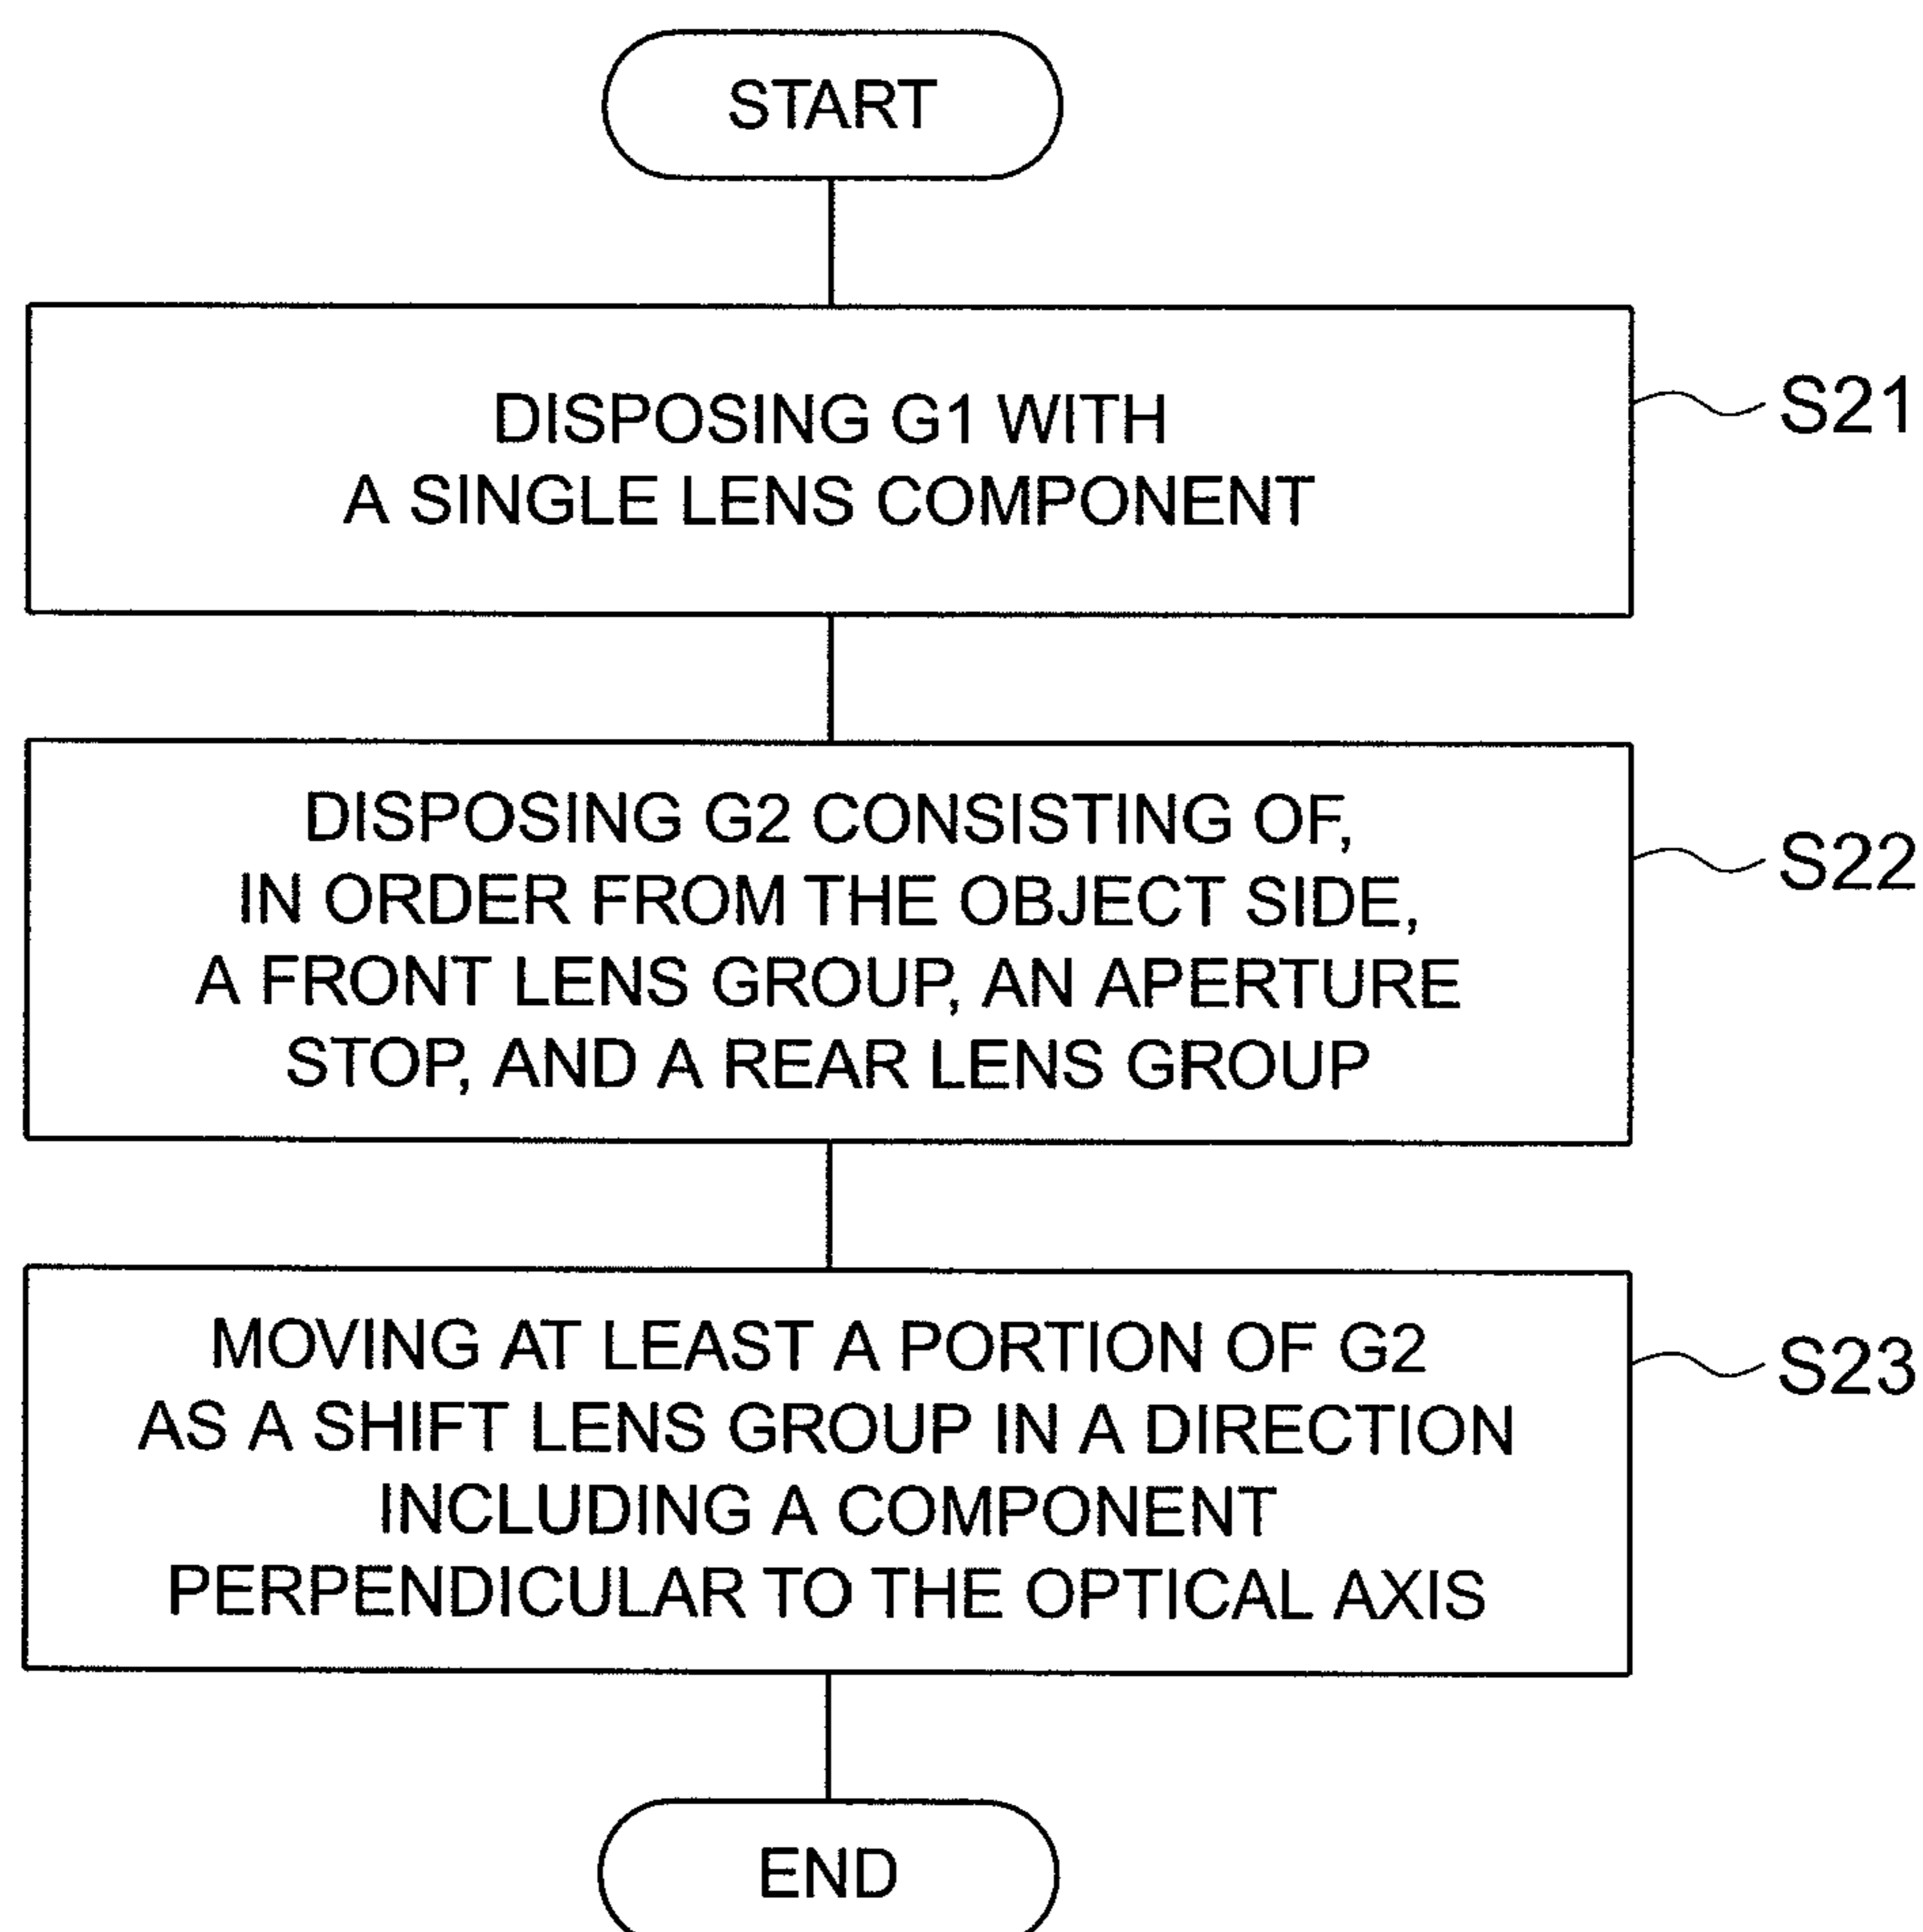 START
DISPOSING G1 WITH
A SINGLE LENS COMPONENT
S21
DISPOSING G2 CONSISTING OF,
IN ORDER FROM THE OBJECT SIDE,
A FRONT LENS GROUP, AN APERTURE
STOP, AND A REAR LENS GROUP
S22
MOVING AT LEAST A PORTION OF G2
AS A SHIFT LENS GROUP IN A DIRECTION
INCLUDING A COMPONENT
PERPENDICULAR TO THE OPTICAL AXIS
S23
END